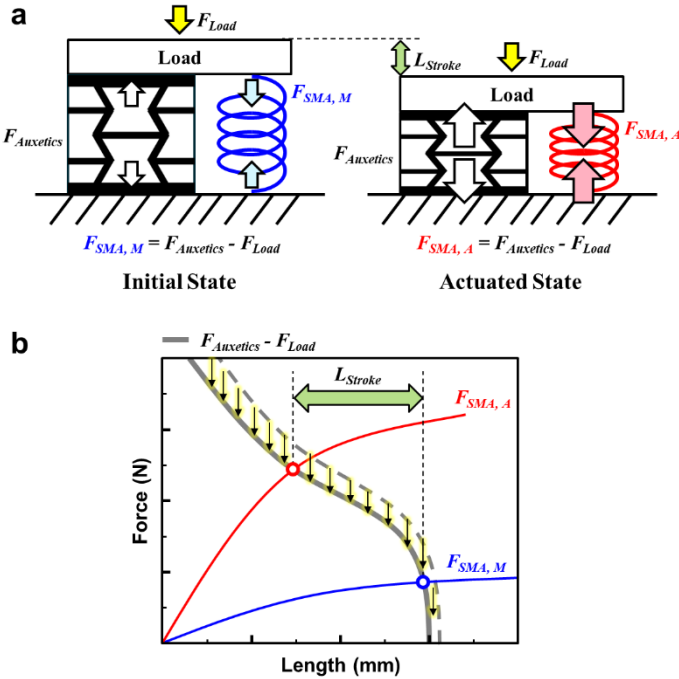 a
F_Load
Load
F_SMA, M
F_Auxetics
F_SMA, M = F_Auxetics - F_Load
Initial State
L_Stroke
F_Load
Load
F_SMA, A
F_Auxetics
F_SMA, A = F_Auxetics - F_Load
Actuated State
b
F_Auxetics - F_Load
L_Stroke
F_SMA, A
F_SMA, M
Force (N)
Length (mm)